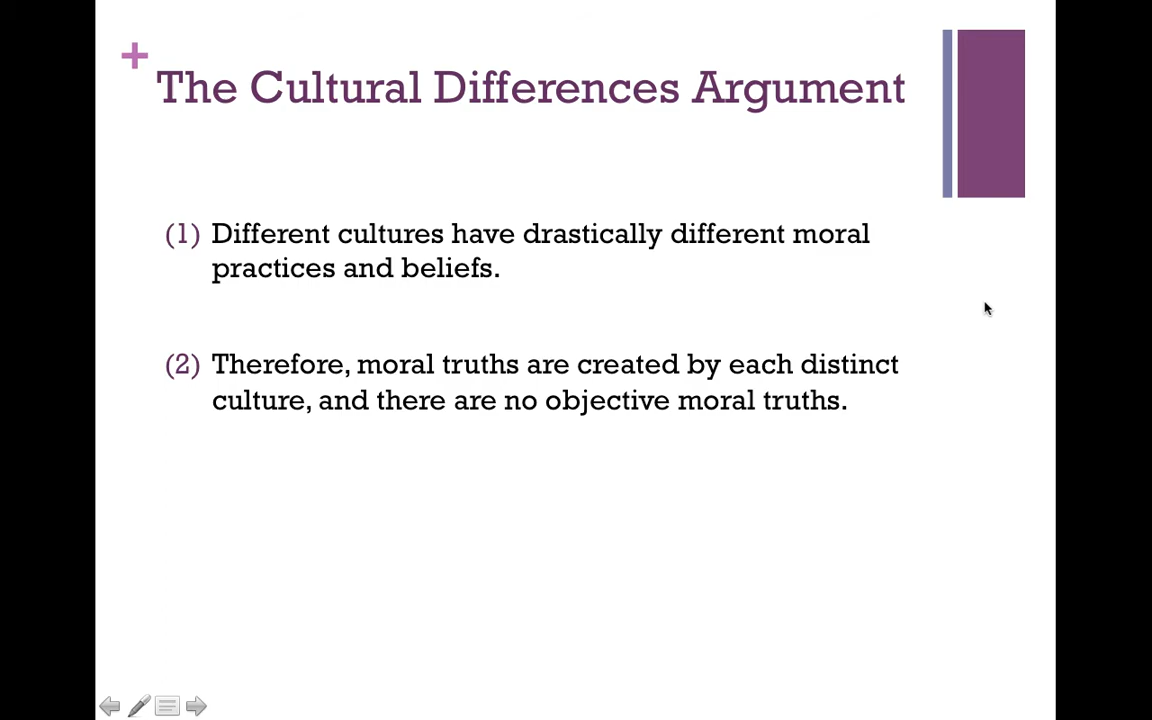 +
The Cultural Differences Argument
(1) Different cultures have drastically different moral
practices and beliefs.
(2) Therefore, moral truths are created by each distinct
culture, and there are no objective moral truths.